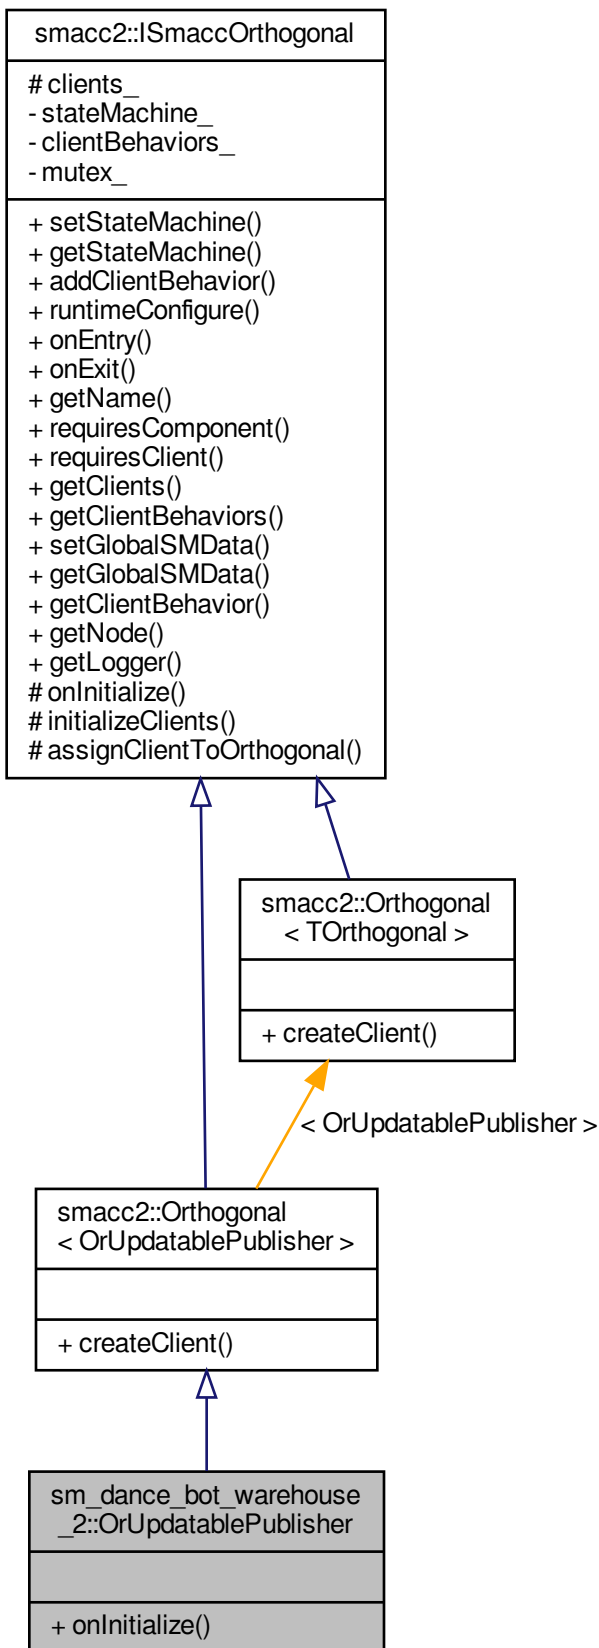 smacc2::ISmaccOrthogonal
# clients_
- stateMachine_
- clientBehaviors_
- mutex_
+ setStateMachine()
+ getStateMachine()
+ addClientBehavior()
+ runtimeConfigure()
+ onEntry()
+ onExit()
+ getName()
+ requiresComponent()
+ requiresClient()
+ getClients()
+ getClientBehaviors()
+ setGlobalSMData()
+ getGlobalSMData()
+ getClientBehavior()
+ getNode()
+ getLogger()
# onInitialize()
# initializeClients()
# assignClientToOrthogonal()
smacc2::Orthogonal
< TOrthogonal >
+ createClient()
< OrUpdatablePublisher >
smacc2::Orthogonal
< OrUpdatablePublisher >
+ createClient()
sm_dance_bot_warehouse
_2::OrUpdatablePublisher
+ onInitialize()